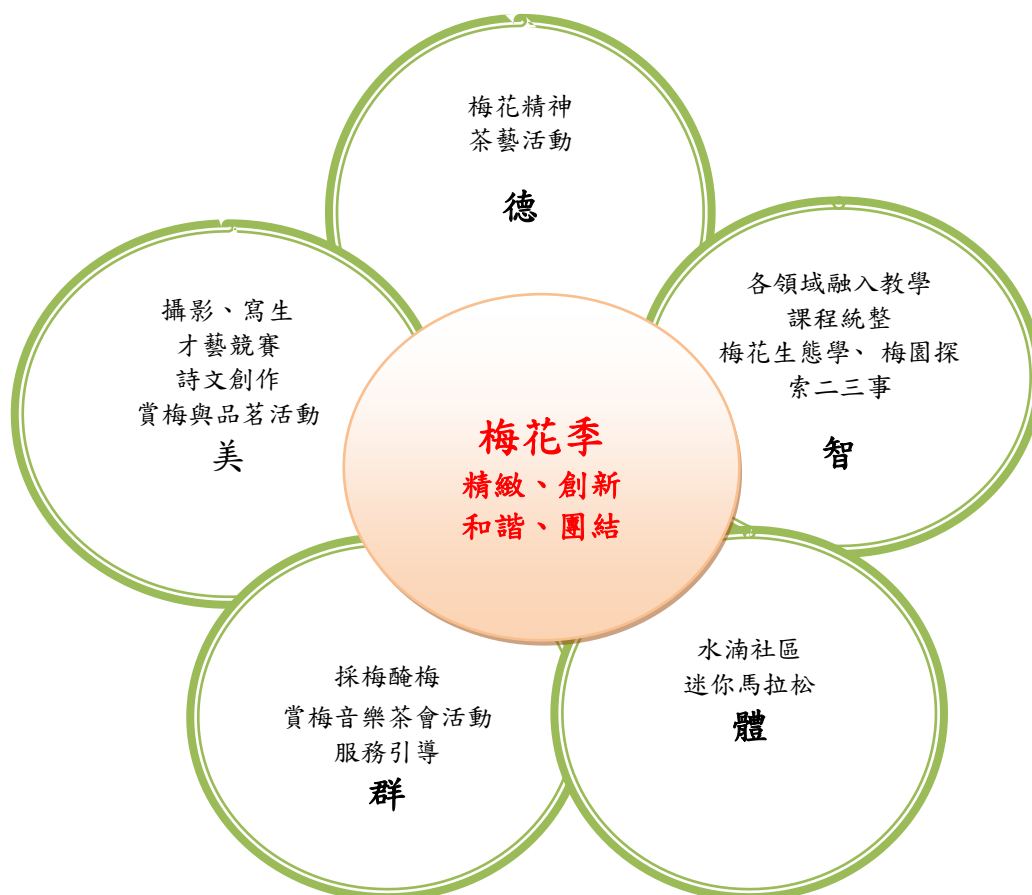 梅花精神
茶藝活動
德
攝影、寫生
才藝競賽
詩文創作
賞梅與品茗活動
美
各領域融入教學
課程統整
梅花生態學、 梅園探
索二三事
智
梅花季
精緻、創新
和諧、團結
採梅醃梅
賞梅音樂茶會活動
服務引導
群
水湳社區
迷你馬拉松
體